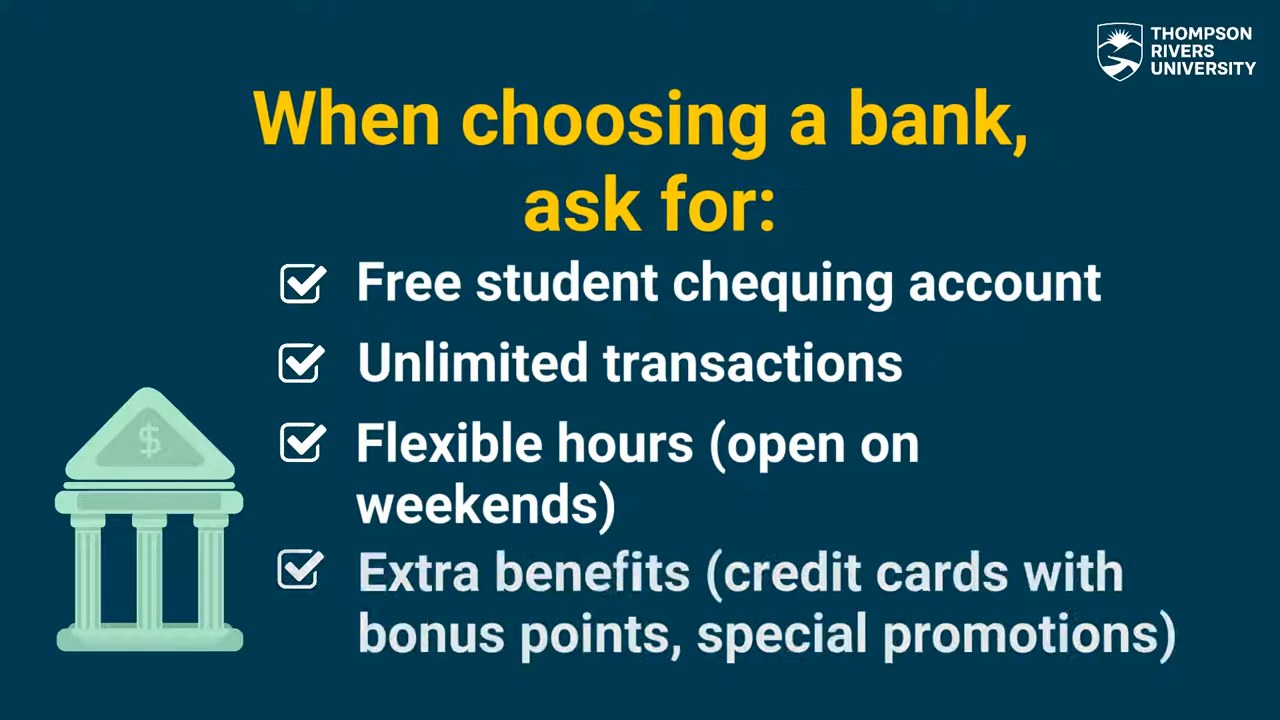 THOMPSON
RIVERS
UNIVERSITY
When choosing a bank,
ask for:
Free student chequing account
Unlimited transactions
Flexible hours (open on
weekends)
Extra benefits (credit cards with
bonus points, special promotions)
$